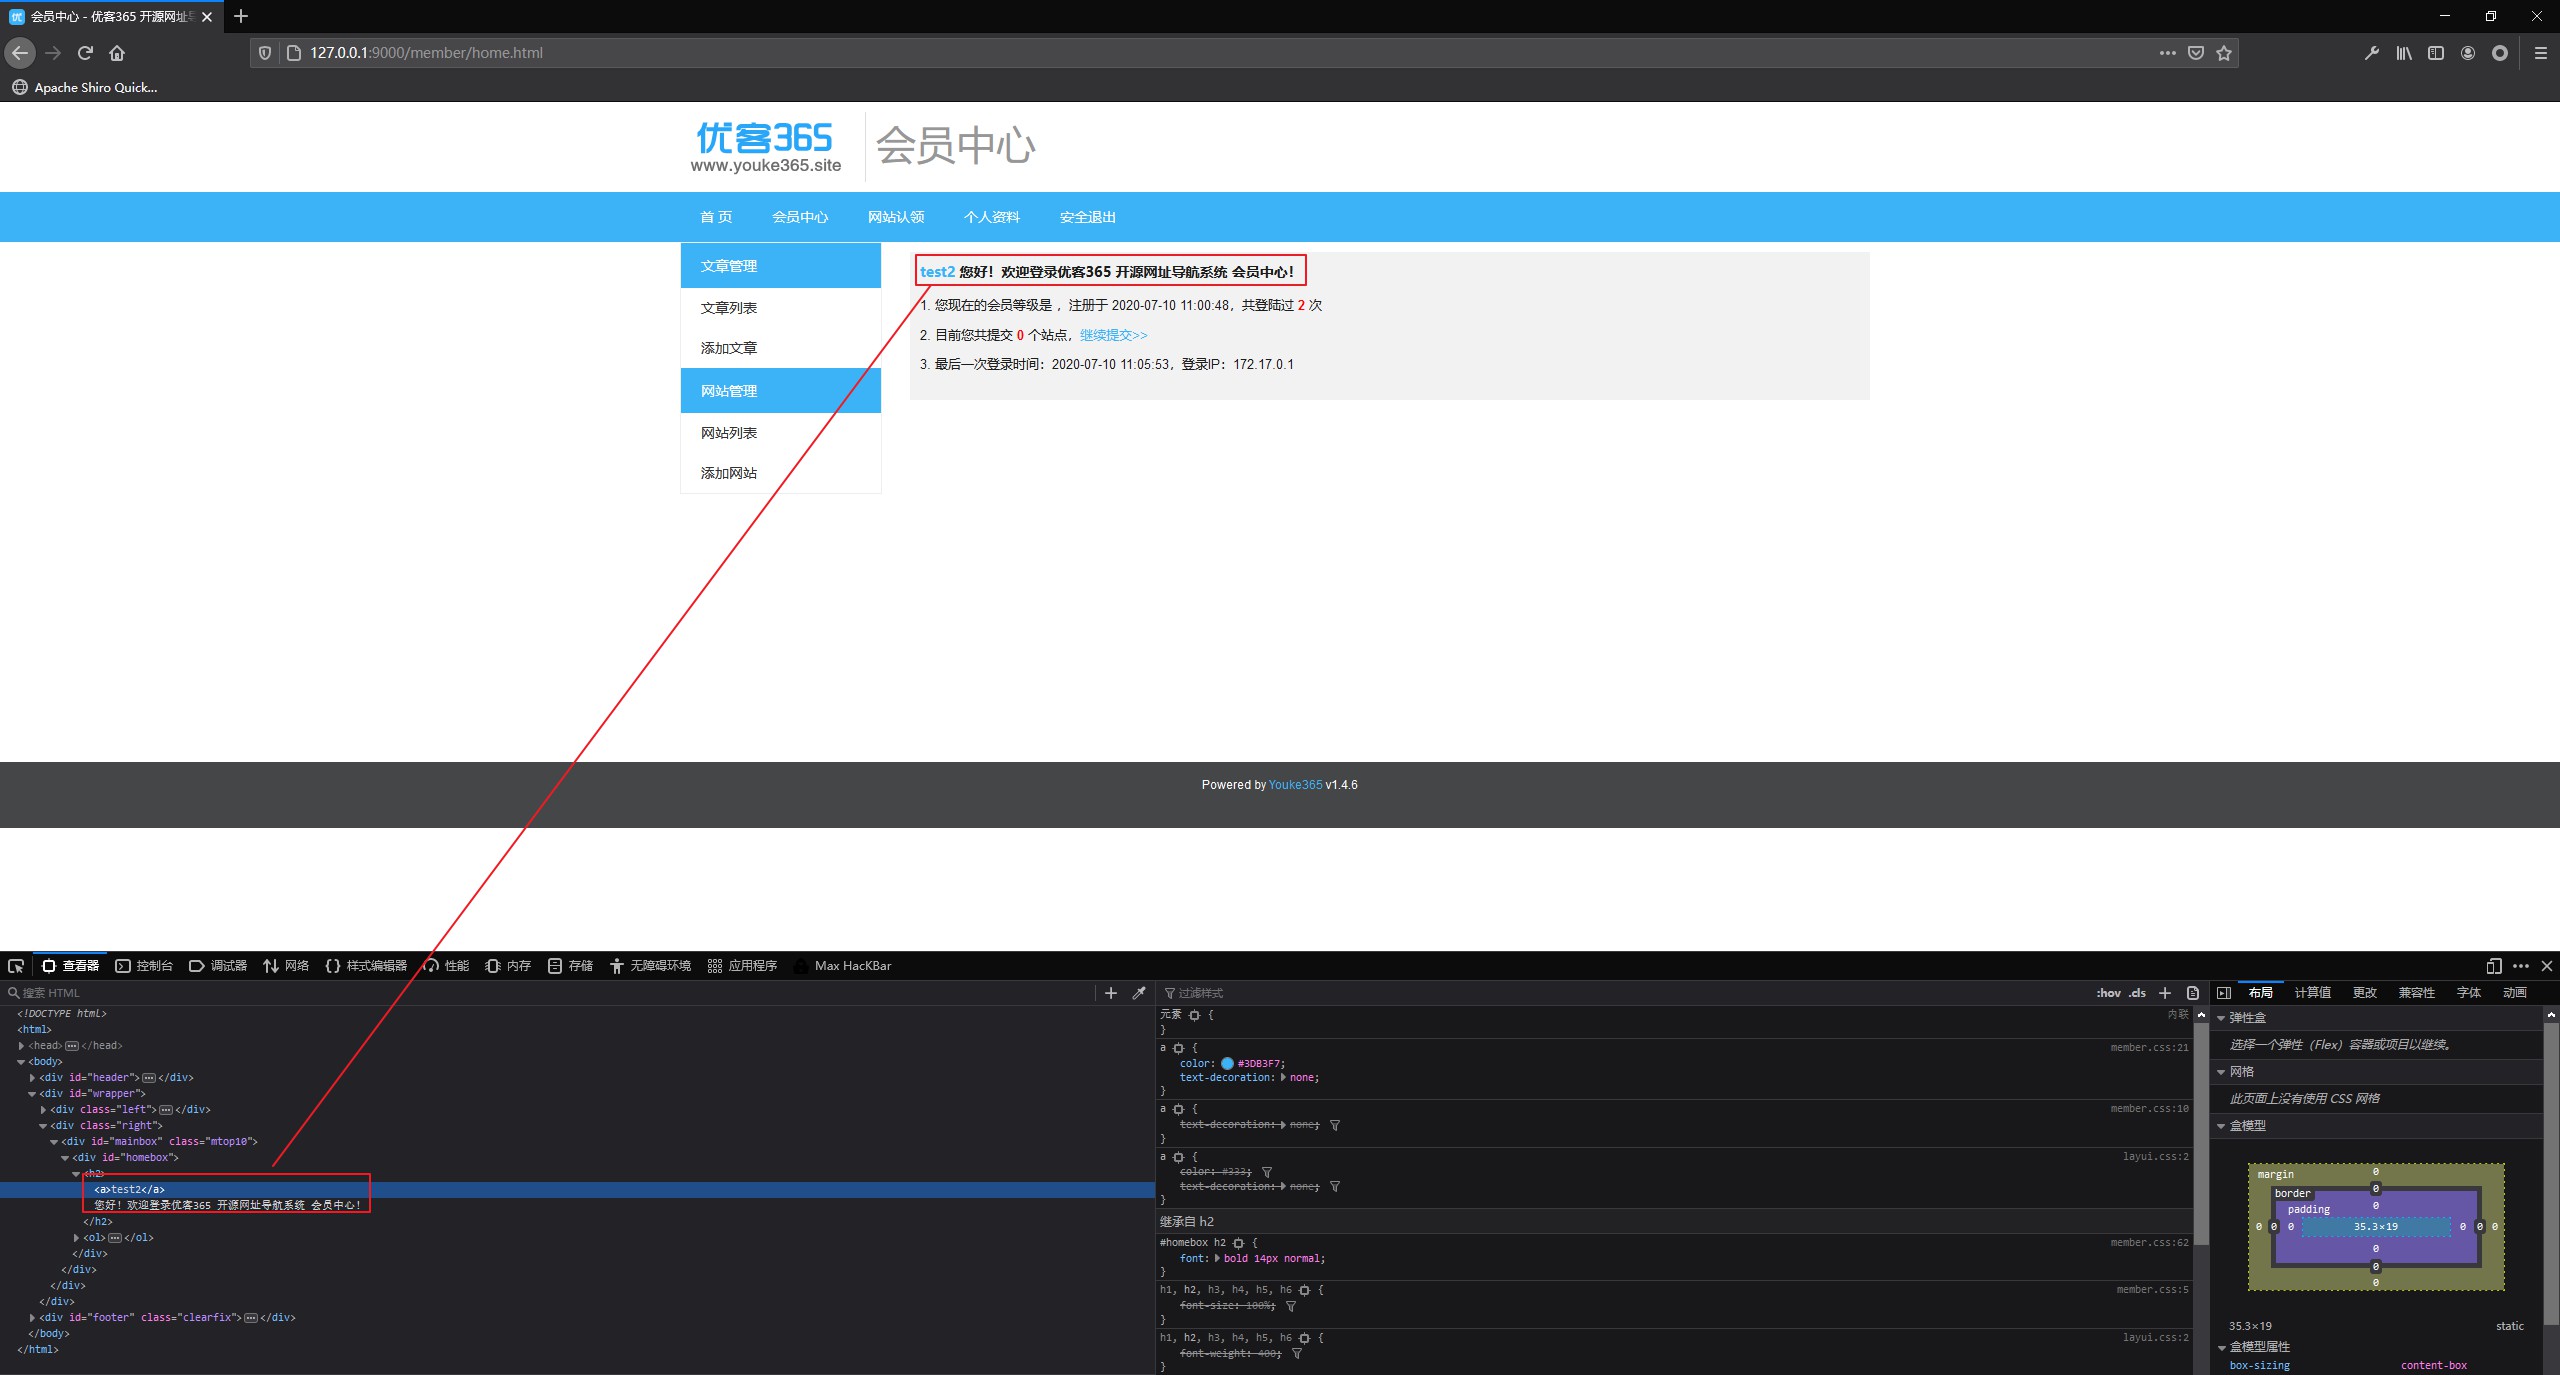 会员中心 - 优客365 开源网址导
127.0.0.1:9000/member/home.html
Apache Shiro Quick...
优客365
www.youke365.site
会员中心
首 页 会员中心 网站认领 个人资料 安全退出
文章管理
文章列表
添加文章
网站管理
网站列表
添加网站
test2 您好！欢迎登录优客365 开源网址导航系统 会员中心！
1. 您现在的会员等级是 ，注册于 2020-07-10 11:00:48，共登陆过 2 次
2. 目前您共提交 0 个站点，继续提交>>
3. 最后一次登录时间：2020-07-10 11:05:53，登录IP：172.17.0.1
Powered by Youke365 v1.4.6
查看器 控制台 调试器 网络 {} 样式编辑器 性能 内存 存储 无障碍环境 应用程序 Max HacKBar
搜索 HTML
<!DOCTYPE html>
<html>
<head></head>
<body>
<div id="header"></div>
<div id="wrapper">
<div class="left"></div>
<div class="right">
<div id="mainbox" class="mtop10">
<div id="homebox">
<h2>
<a>test2</a>
您好！欢迎登录优客365 开源网址导航系统 会员中心！
</h2>
<ol></ol>
</div>
</div>
</div>
</div>
<div id="footer" class="clearfix"></div>
</body>
</html>
过滤样式 :hov .cls +
元素 { 内联
}
a { member.css:21
color: #3DB3F7;
text-decoration: none;
}
a { member.css:10
text-decoration: none;
}
a { layui.css:2
color: #333;
text-decoration: none;
}
继承自 h2
#homebox h2 { member.css:62
font: bold 14px normal;
}
h1, h2, h3, h4, h5, h6 { member.css:5
font-size: 100%;
}
h1, h2, h3, h4, h5, h6 { layui.css:2
font-weight: 400;
}
布局 计算值 更改 兼容性 字体 动画
弹性盒
选择一个弹性（Flex）容器或项目以继续。
网格
此页面上没有使用 CSS 网格
盒模型
margin 0
border 0
padding 0
0 0 0 35.3×19 0 0 0
0
0
0
35.3×19 static
盒模型属性
box-sizing content-box